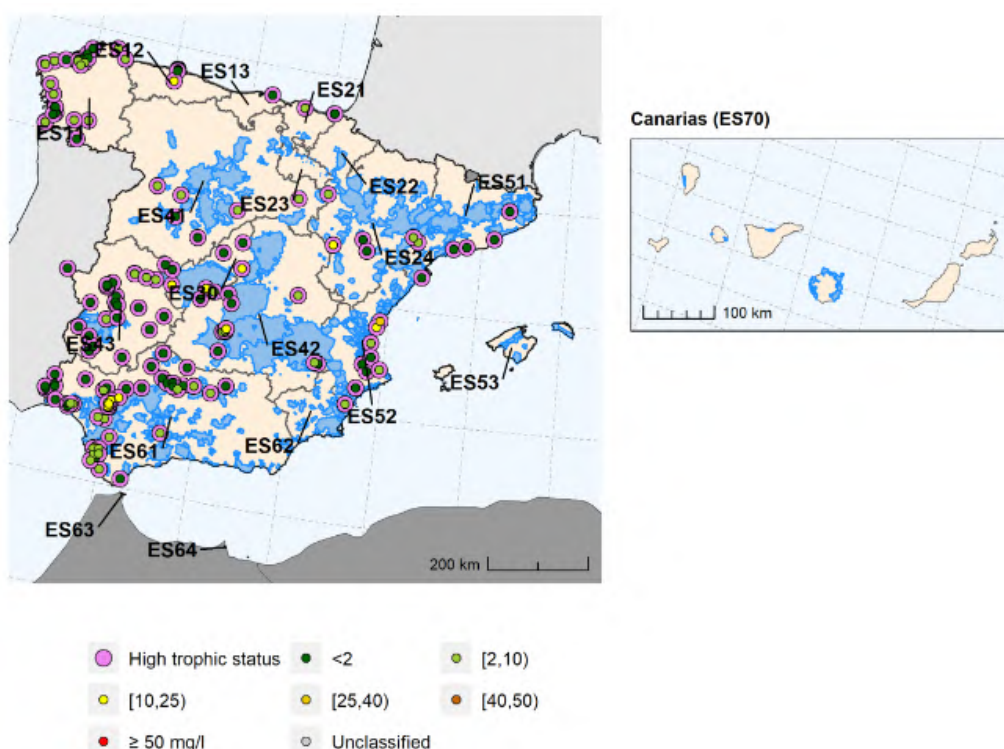 ES12
ES13
ES21
ES11
Canarias (ES70)
ES22
ES51
ES41
ES23
ES24
ES30
100 km
ES43
ES42
ES53
ES52
ES61
ES62
ES63
ES64
200 km
High trophic status
<2
[2,10)
[10,25)
[25,40)
[40,50)
≥ 50 mg/l
Unclassified